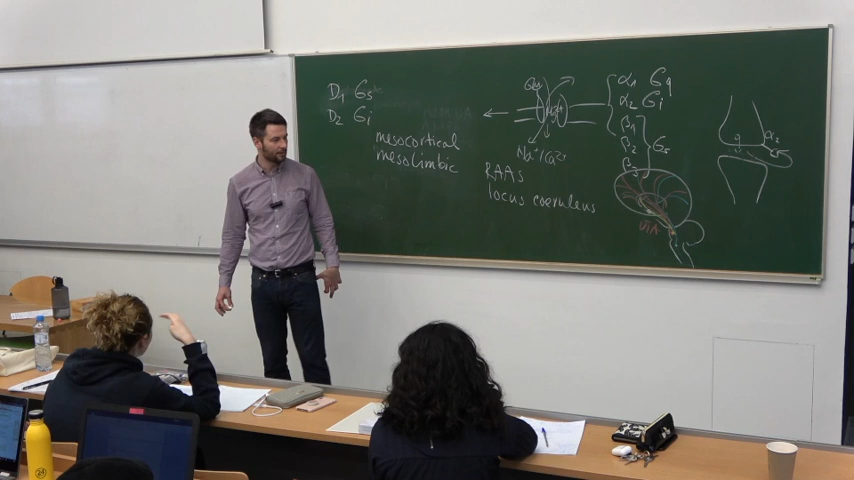 D1 Gs
D2 Gi
mesocortical
mesolimbic
Na+/Ca2+
RAAs
locus coeruleus
α1 Gq
α2 Gi
β1
β2 Gs
β3
VTA
α2